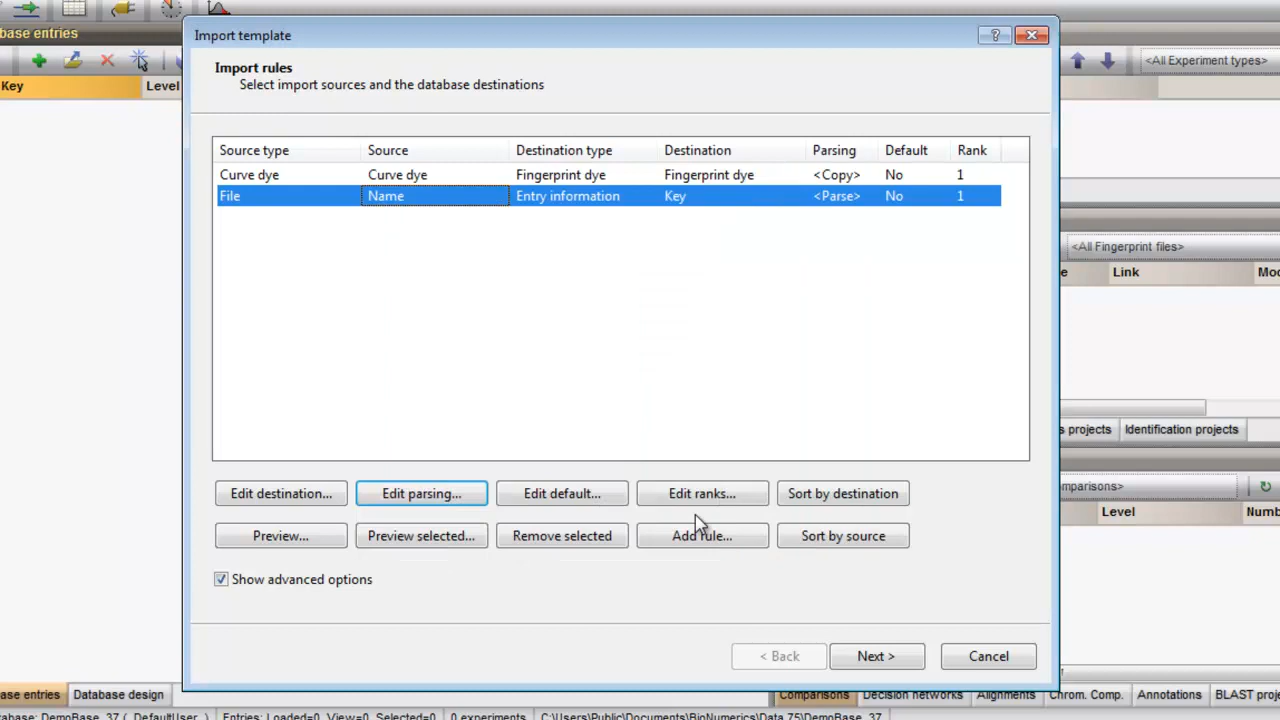 Import template
?
base entries
Import rules
Select import sources and the database destinations
<All Experiment types>
Key Level
Source type Source Destination type Destination Parsing Default Rank
Curve dye Curve dye Fingerprint dye Fingerprint dye <Copy> No 1
File Name Entry information Key <Parse> No 1
<All Fingerprint files>
Link
s projects Identification projects
Edit destination... Edit parsing... Edit default... Edit ranks... Sort by destination
Preview... Preview selected... Remove selected Add rule... Sort by source
mparisons>
Level Numb
Show advanced options
< Back Next > Cancel
ase entries Database design
Comparisons Decision networks Alignments Chrom. Comp. Annotations BLAST proje
tabase: DemoBase_37 (_DefaultUser_) Entries: Loaded=0, View=0, Selected=0 0 experiments C:\Users\Public\Documents\BioNumerics\Data 75\DemoBase_37